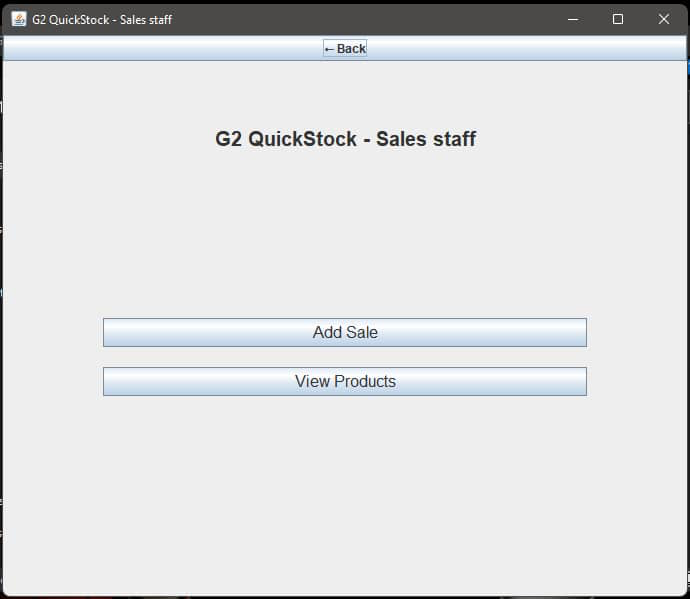 G2 QuickStock - Sales staff
←Back
G2 QuickStock - Sales staff
Add Sale
View Products